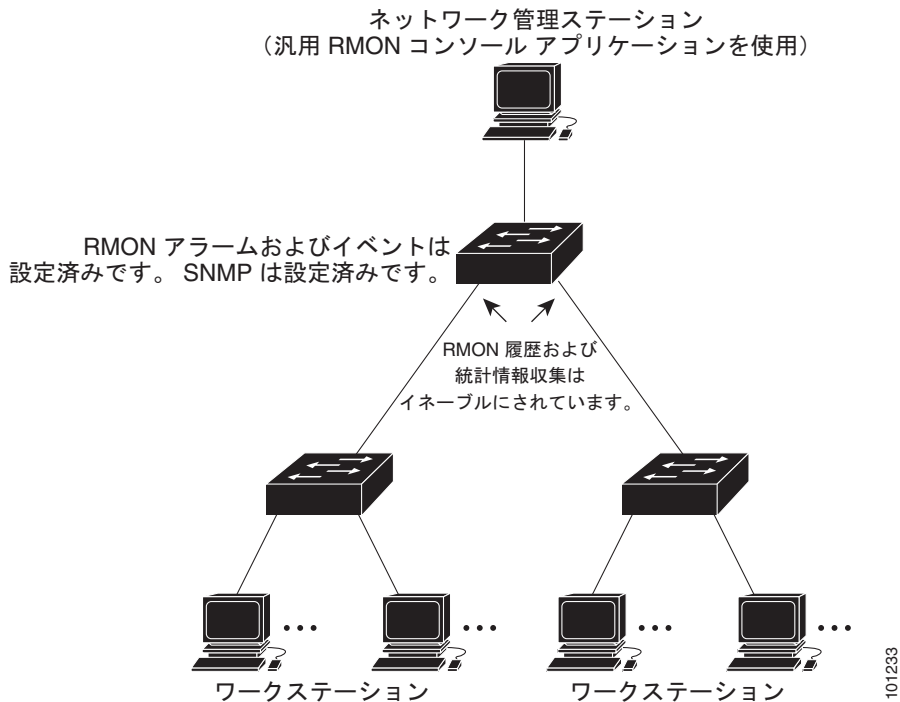 ネットワーク管理ステーション
（汎用 RMON コンソール アプリケーションを使用）
RMON アラームおよびイベントは
設定済みです。 SNMP は設定済みです。
RMON 履歴および
統計情報収集は
イネーブルにされています。
ワークステーション
ワークステーション
101233